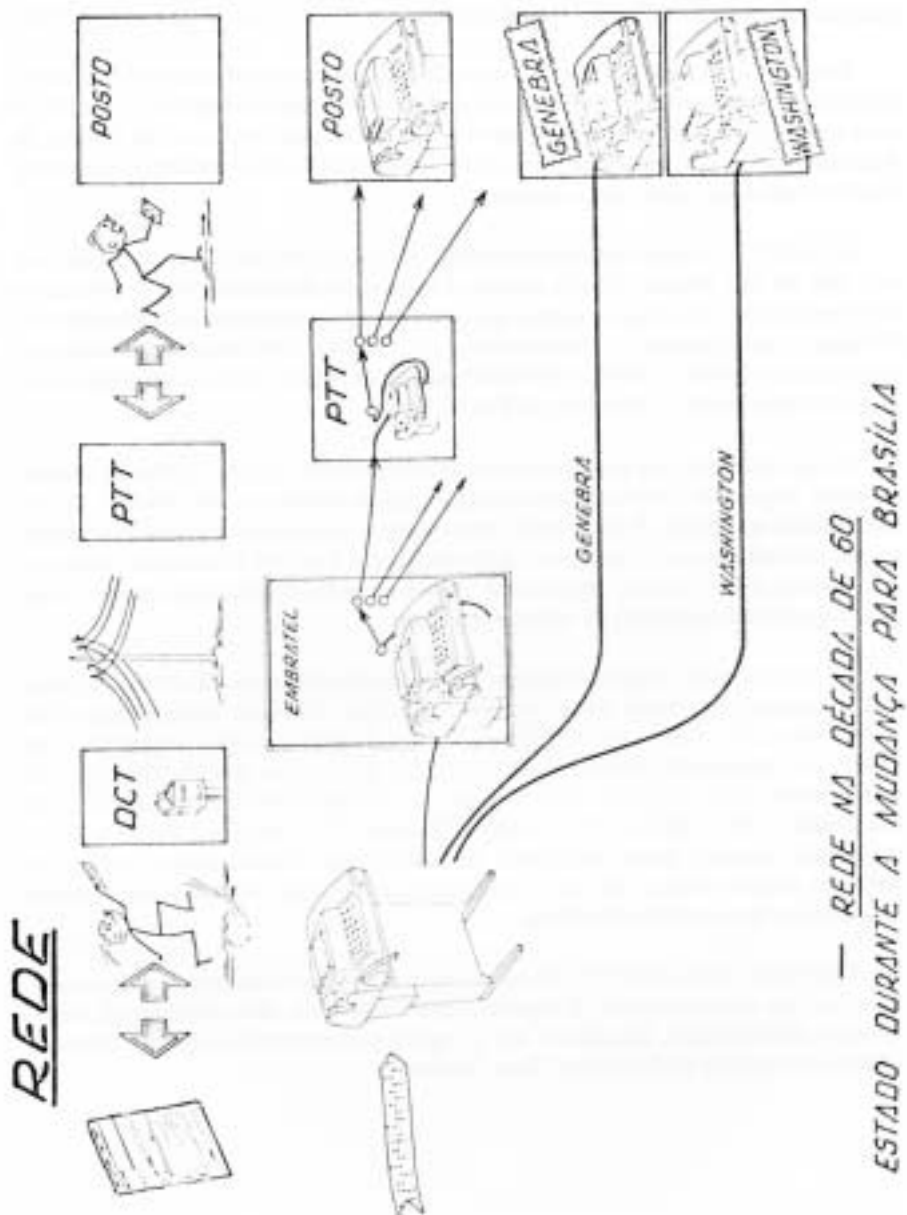 REDE
DCT
PTT
POSTO
EMBRATEL
PTT
POSTO
GENEBRA
GENEBRA
WASHINGTON
WASHINGTON
— REDE NA DÉCADA DE 60
ESTADO DURANTE A MUDANÇA PARA BRASÍLIA